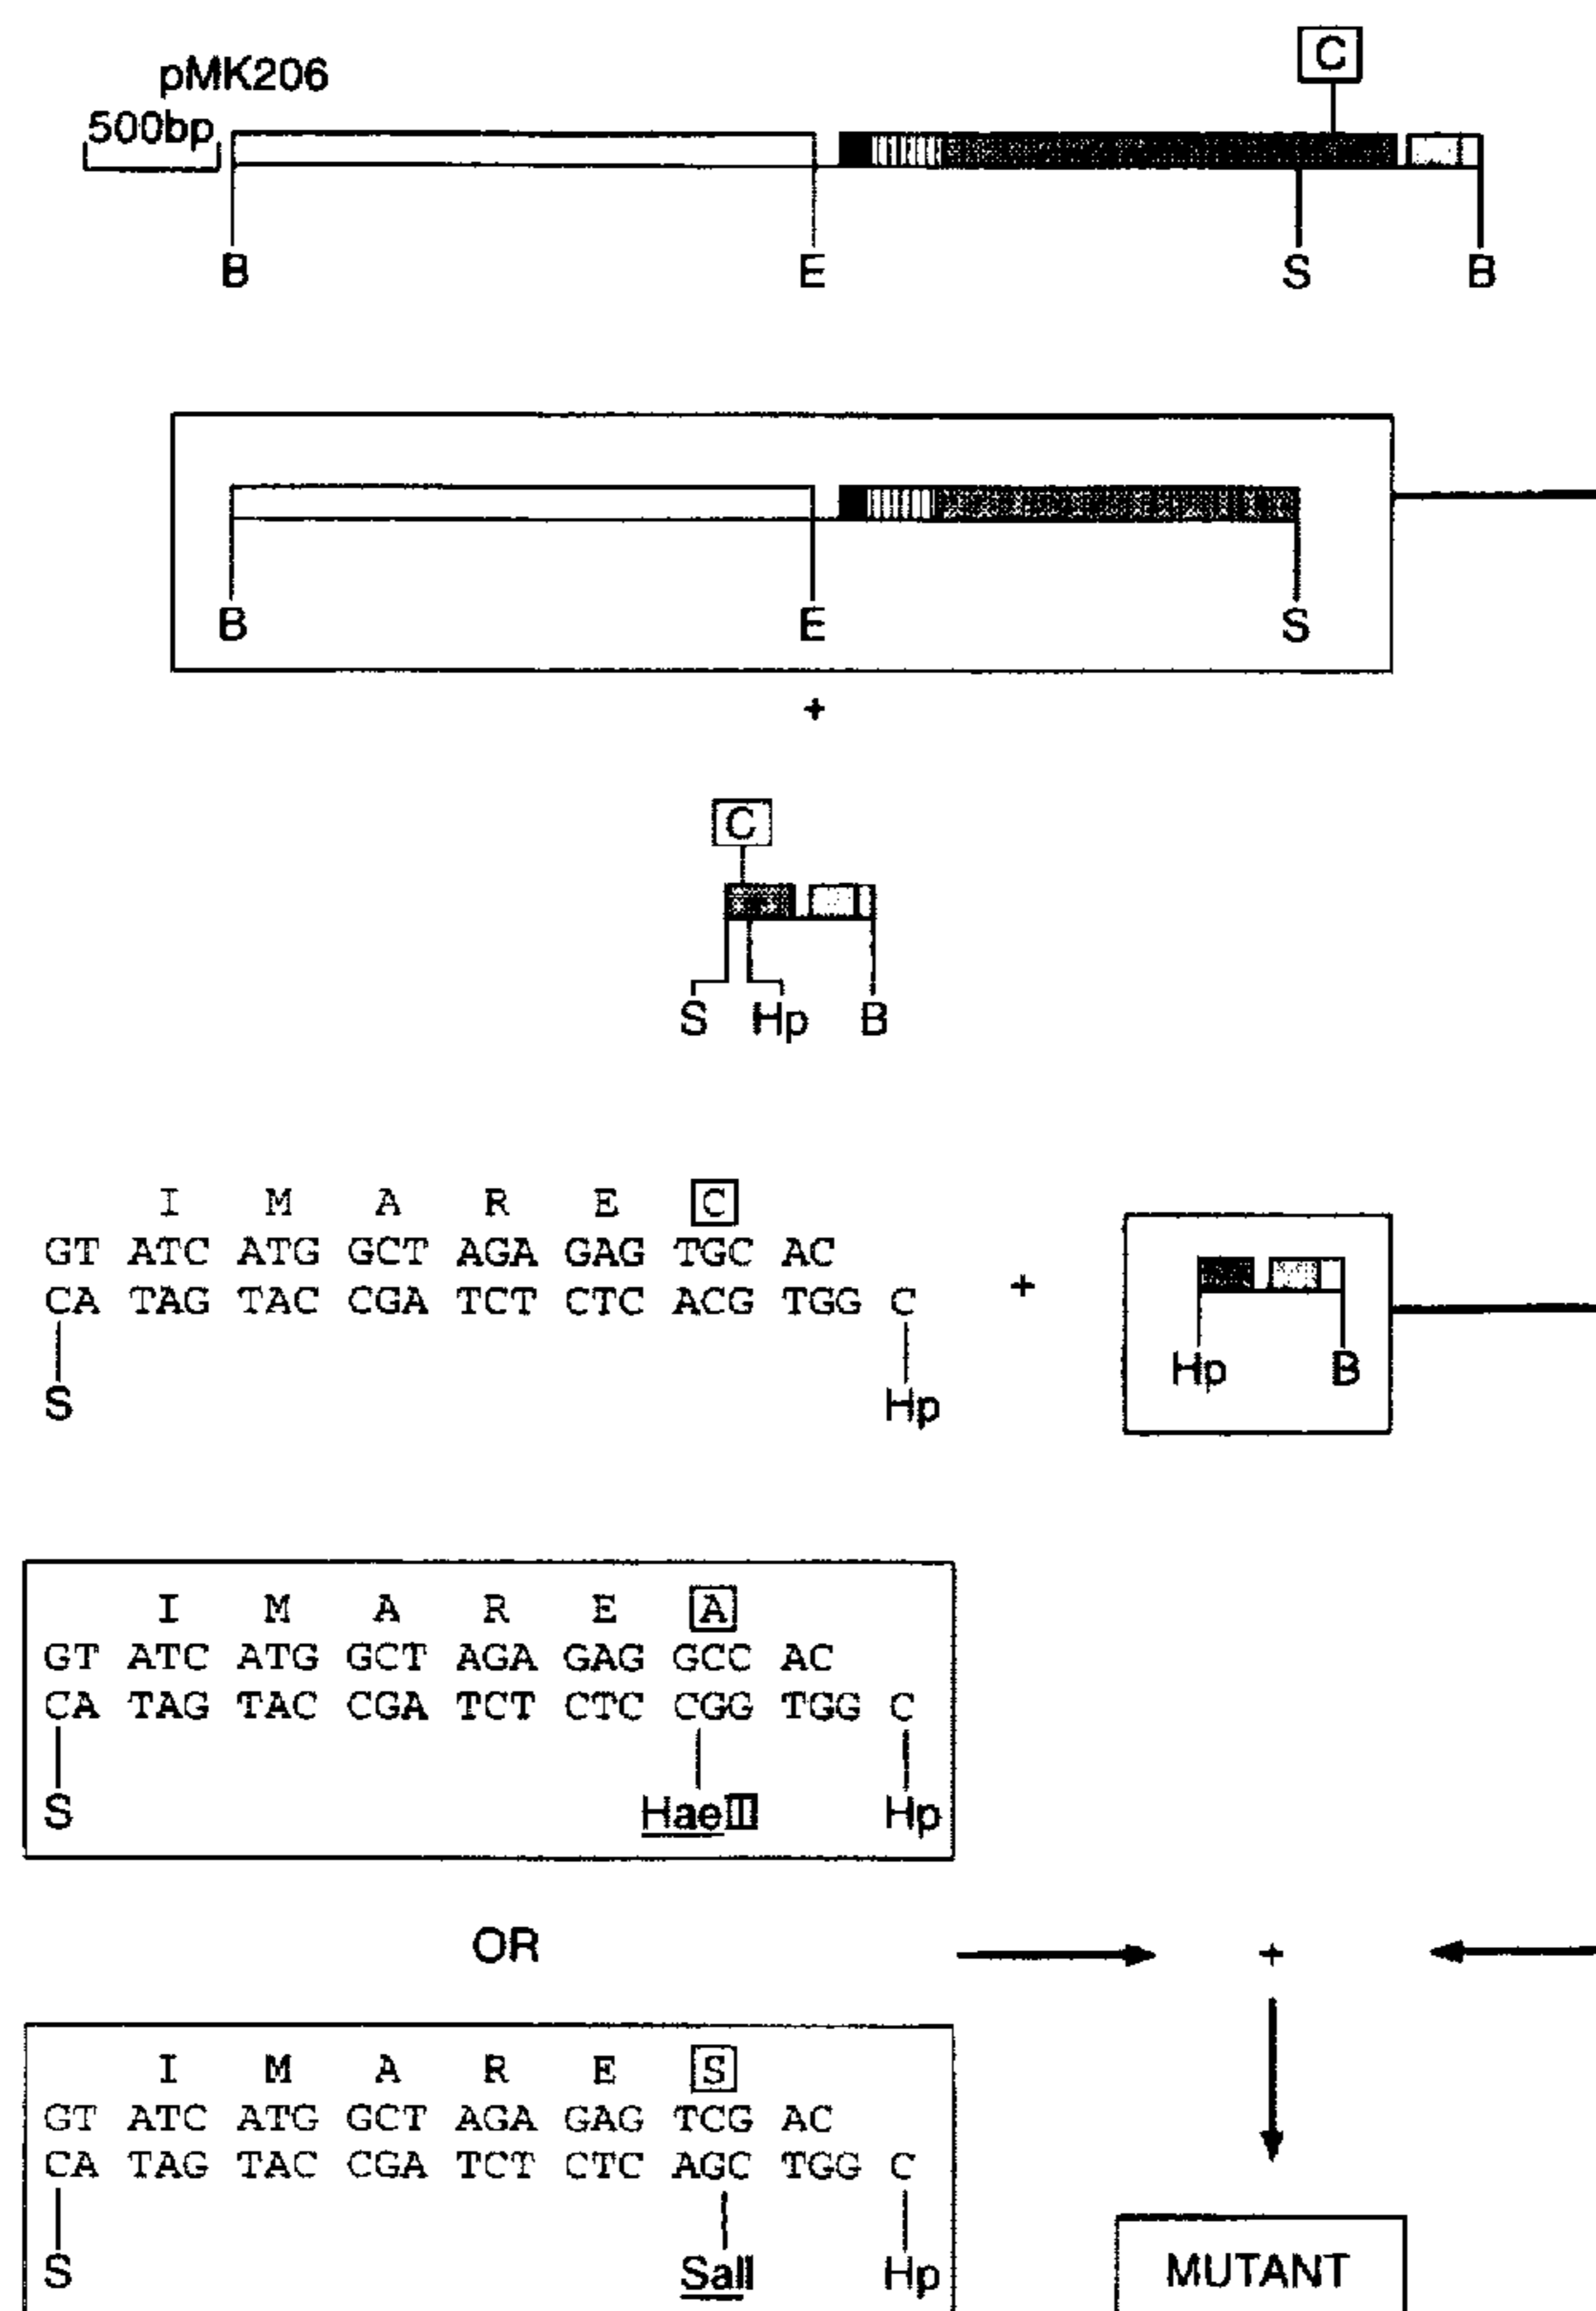 C
pMK206
500bp
B E S B
B E S
+
C
S Hp B
I M A R E C
GT ATC ATG GCT AGA GAG TGC AC
CA TAG TAC CGA TCT CTC ACG TGG C
S Hp
+
Hp B
I M A R E A
GT ATC ATG GCT AGA GAG GCC AC
CA TAG TAC CGA TCT CTC CGG TGG C
S HaeIII Hp
OR
+
I M A R E S
GT ATC ATG GCT AGA GAG TCG AC
CA TAG TAC CGA TCT CTC AGC TGG C
S SalI Hp
MUTANT